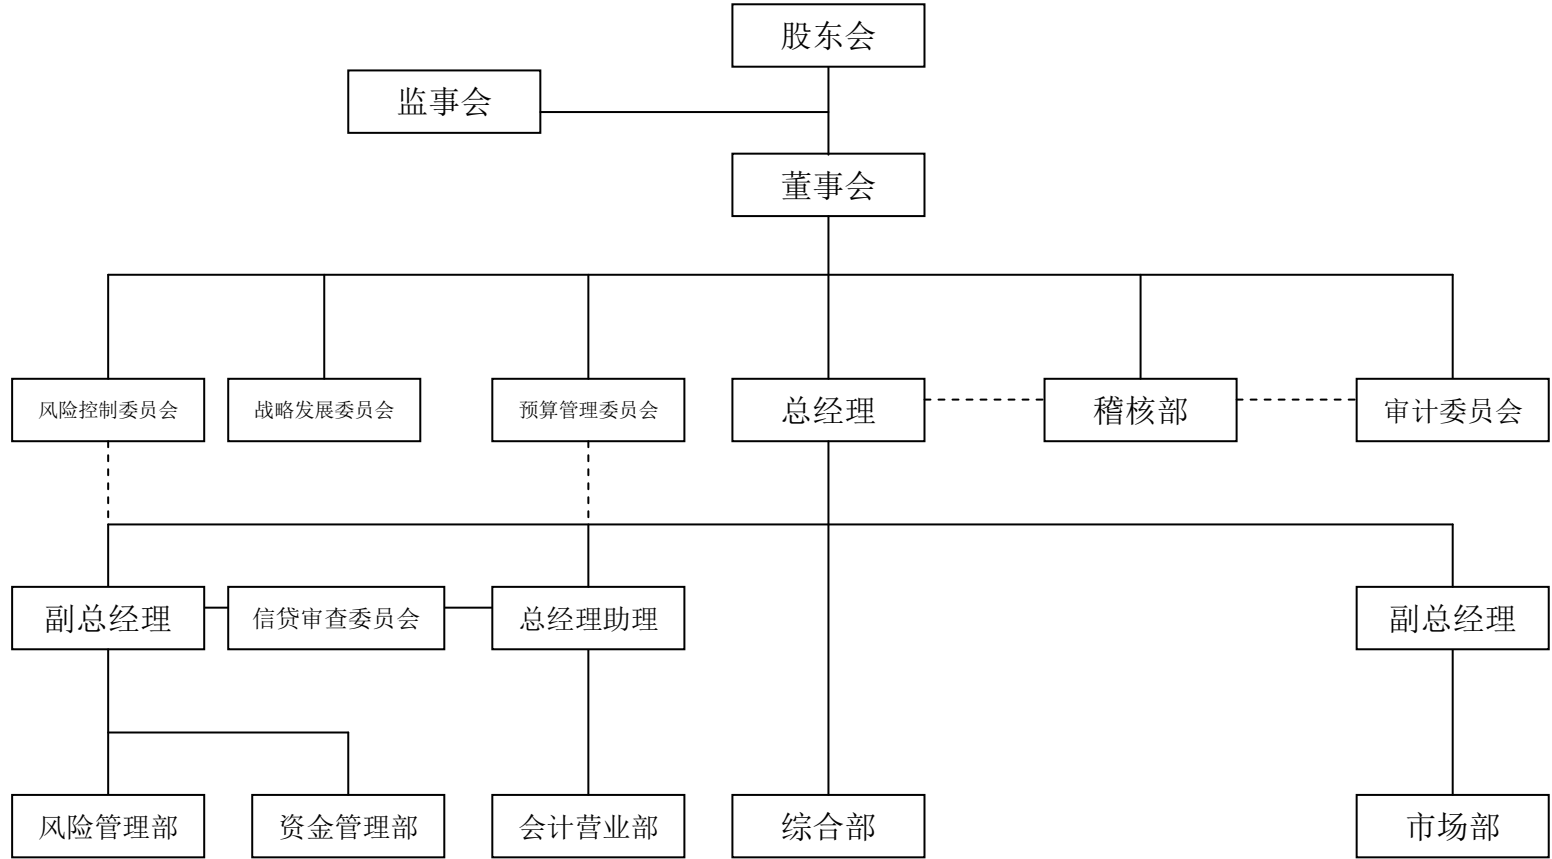 股东会
监事会
董事会
风险控制委员会
战略发展委员会
预算管理委员会
总经理
稽核部
审计委员会
副总经理
信贷审查委员会
总经理助理
副总经理
风险管理部
资金管理部
会计营业部
综合部
市场部